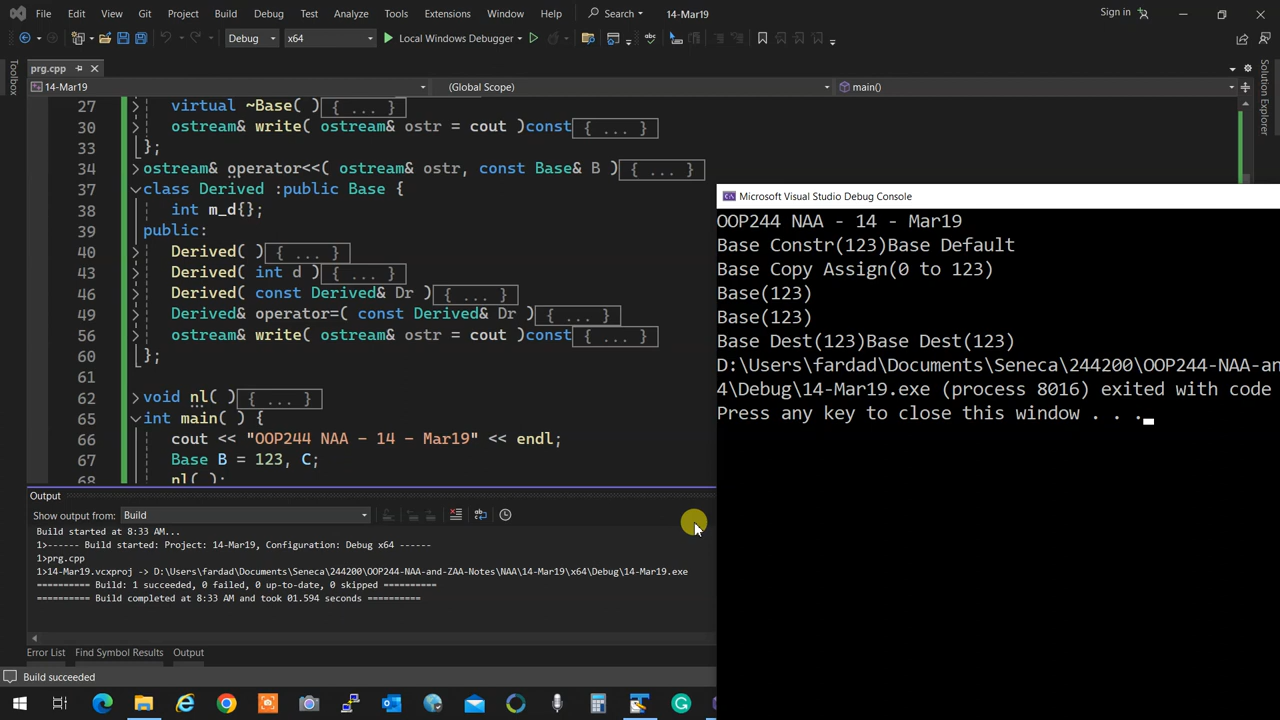 File Edit View Git Project Build Debug Test Analyze Tools Extensions Window Help Search 14-Mar19 Sign in
Debug x64 Local Windows Debugger
prg.cpp
14-Mar19 (Global Scope) main()
Toolbox
Solution Explorer
27 virtual ~Base( ){ ... }
30 ostream& write( ostream& ostr = cout )const{ ... }
33 };
34 ostream& operator<<( ostream& ostr, const Base& B ){ ... }
37 class Derived :public Base {
38 int m_d{};
39 public:
40 Derived( ){ ... }
43 Derived( int d ){ ... }
46 Derived( const Derived& Dr ){ ... }
49 Derived& operator=( const Derived& Dr ){ ... }
56 ostream& write( ostream& ostr = cout )const{ ... }
60 };
61
62 void nl( ){ ... }
65 int main( ) {
66 cout << "OOP244 NAA - 14 - Mar19" << endl;
67 Base B = 123, C;
68 nl( );
Microsoft Visual Studio Debug Console
OOP244 NAA - 14 - Mar19
Base Constr(123)Base Default
Base Copy Assign(0 to 123)
Base(123)
Base(123)
Base Dest(123)Base Dest(123)
D:\Users\fardad\Documents\Seneca\244200\OOP244-NAA-an
4\Debug\14-Mar19.exe (process 8016) exited with code
Press any key to close this window . . .
Output
Show output from: Build
Build started at 8:33 AM...
1>------ Build started: Project: 14-Mar19, Configuration: Debug x64 ------
1>prg.cpp
1>14-Mar19.vcxproj -> D:\Users\fardad\Documents\Seneca\244200\OOP244-NAA-and-ZAA-Notes\NAA\14-Mar19\x64\Debug\14-Mar19.exe
========== Build: 1 succeeded, 0 failed, 0 up-to-date, 0 skipped ==========
========== Build completed at 8:33 AM and took 01.594 seconds ==========
Error List Find Symbol Results Output
Build succeeded